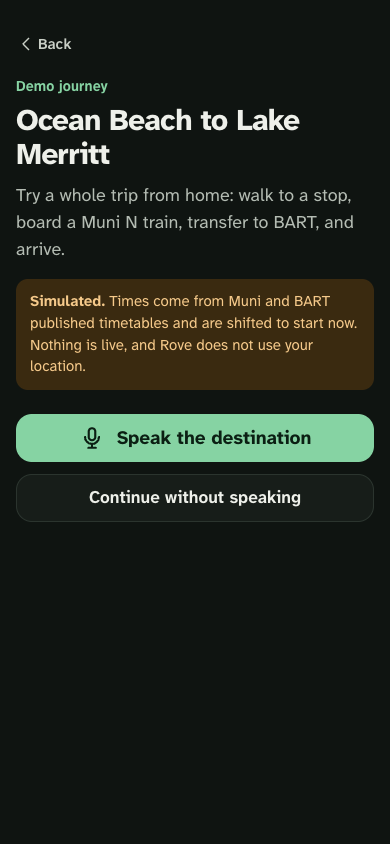 Back
Demo journey
Ocean Beach to Lake
Merritt
Try a whole trip from home: walk to a stop,
board a Muni N train, transfer to BART, and
arrive.
Simulated. Times come from Muni and BART
published timetables and are shifted to start now.
Nothing is live, and Rove does not use your
location.
Speak the destination
Continue without speaking